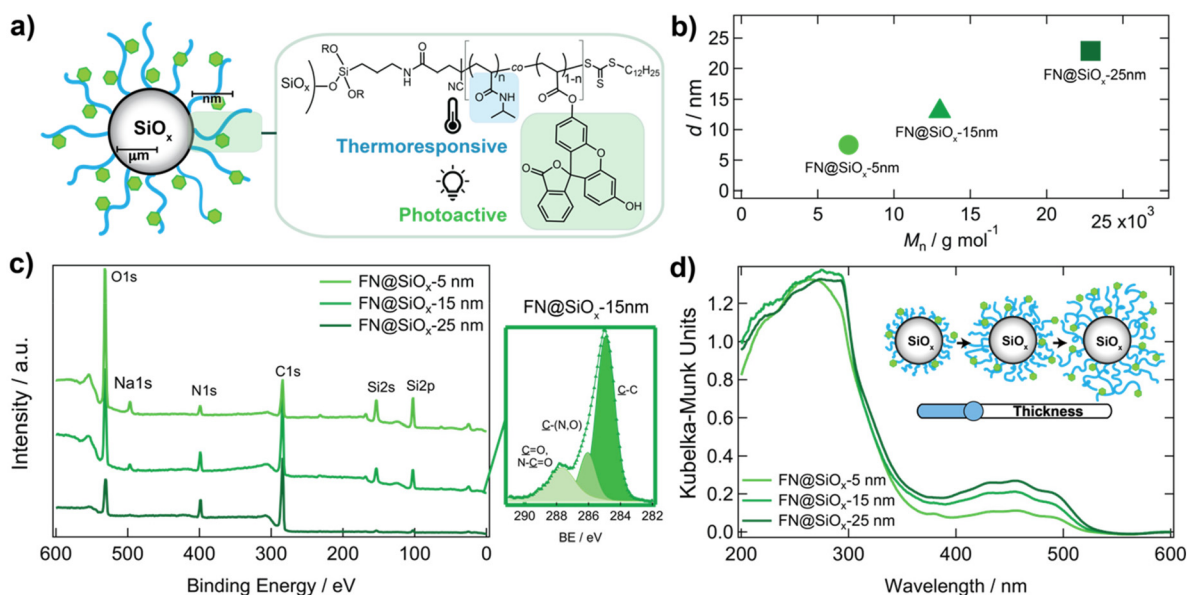 a)
SiOₓ
nm
μm
RO
Si
O
OR
SiOₓ
N
H
O
NC
n
co
1-n
S
S
S
C₁₂H₂₅
O
NH
O
O
Thermoresponsive
Photoactive
O
O
O
OH
b)
d / nm
25
20
15
10
5
0
FN@SiOₓ-25nm
FN@SiOₓ-15nm
FN@SiOₓ-5nm
0 5 10 15 20 25 x10³
Mₙ / g mol⁻¹
c)
Intensity / a.u.
O1s
Na1s
N1s
C1s
Si2s
Si2p
FN@SiOₓ-5 nm
FN@SiOₓ-15 nm
FN@SiOₓ-25 nm
600 500 400 300 200 100 0
Binding Energy / eV
FN@SiOₓ-15nm
C-C
C-(N,O)
C=O,
N-C=O
290 288 286 284 282
BE / eV
d)
Kubelka-Munk Units
1.2
1.0
0.8
0.6
0.4
0.2
0.0
SiOₓ
SiOₓ
SiOₓ
Thickness
FN@SiOₓ-5 nm
FN@SiOₓ-15 nm
FN@SiOₓ-25 nm
200 300 400 500 600
Wavelength / nm